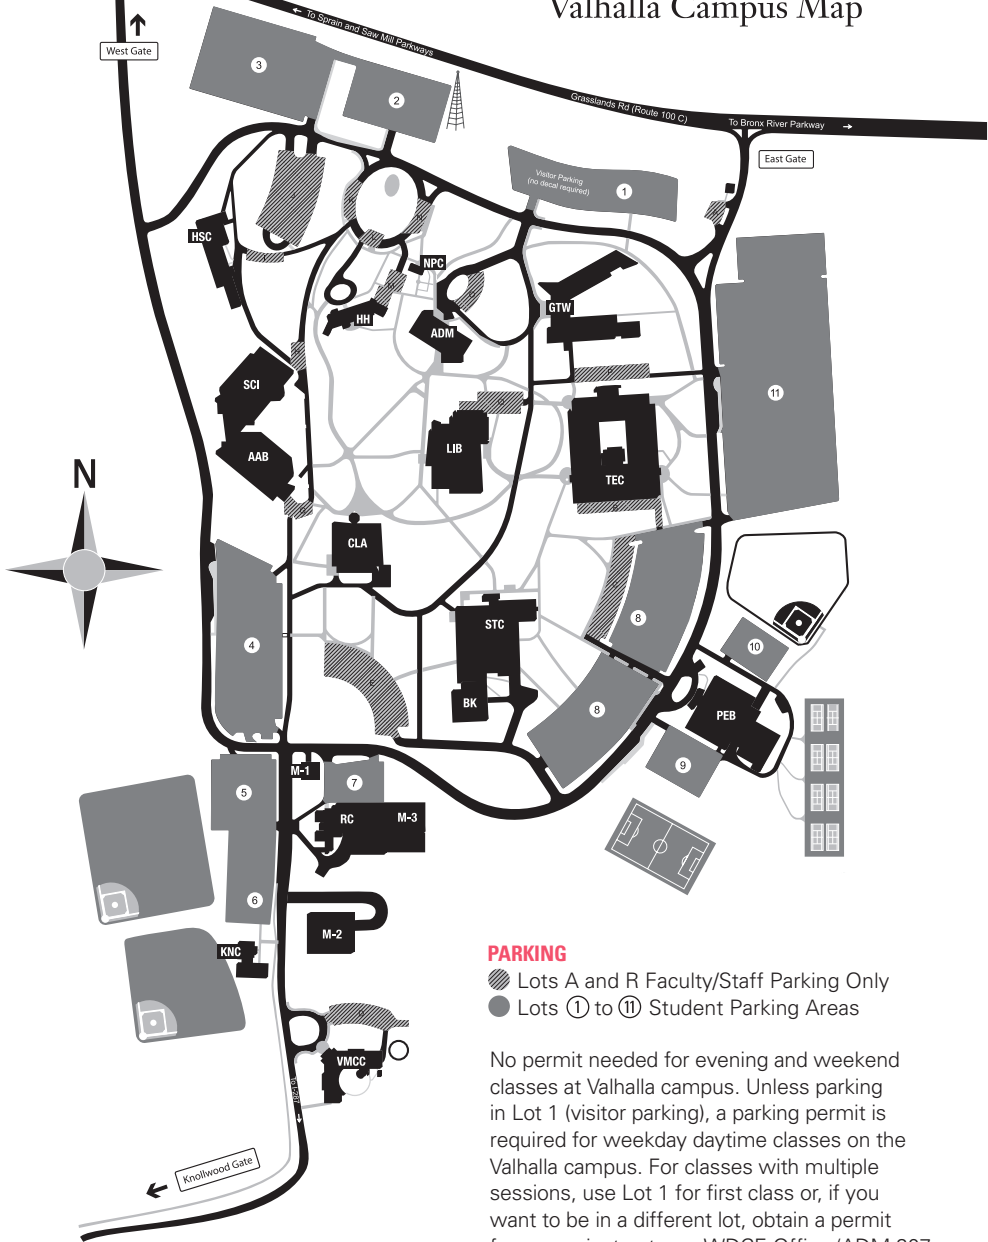 Valhalla Campus Map
To Sprain and Saw Mill Parkways
West Gate
3
2
Grasslands Rd (Route 100 C)
To Bronx River Parkway
East Gate
Visitor Parking
(no decal required)
1
HSC
NPC
GTW
HH
ADM
P
SCI
11
Q
LIB
AAB
TEC
N
CLA
STC
8
10
4
E
BK
8
PEB
9
M-1
7
5
RC
M-3
6
M-2
KNC
VMCC
To I-287
Knollwood Gate
PARKING
Lots A and R Faculty/Staff Parking Only
Lots 1 to 11 Student Parking Areas
No permit needed for evening and weekend
classes at Valhalla campus. Unless parking
in Lot 1 (visitor parking), a parking permit is
required for weekday daytime classes on the
Valhalla campus. For classes with multiple
sessions, use Lot 1 for first class or, if you
want to be in a different lot, obtain a permit